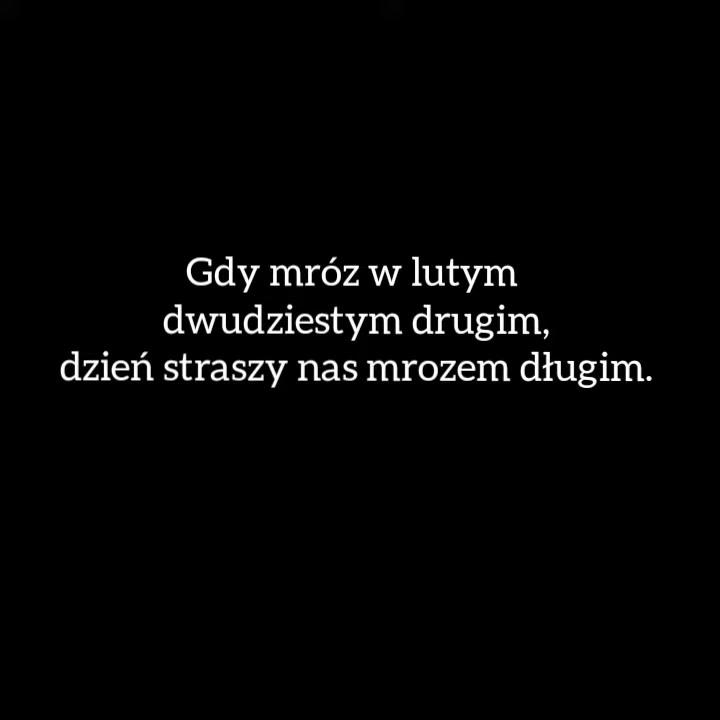 Gdy mróz w lutym
dwudziestym drugim,
dzień straszy nas mrozem długim.